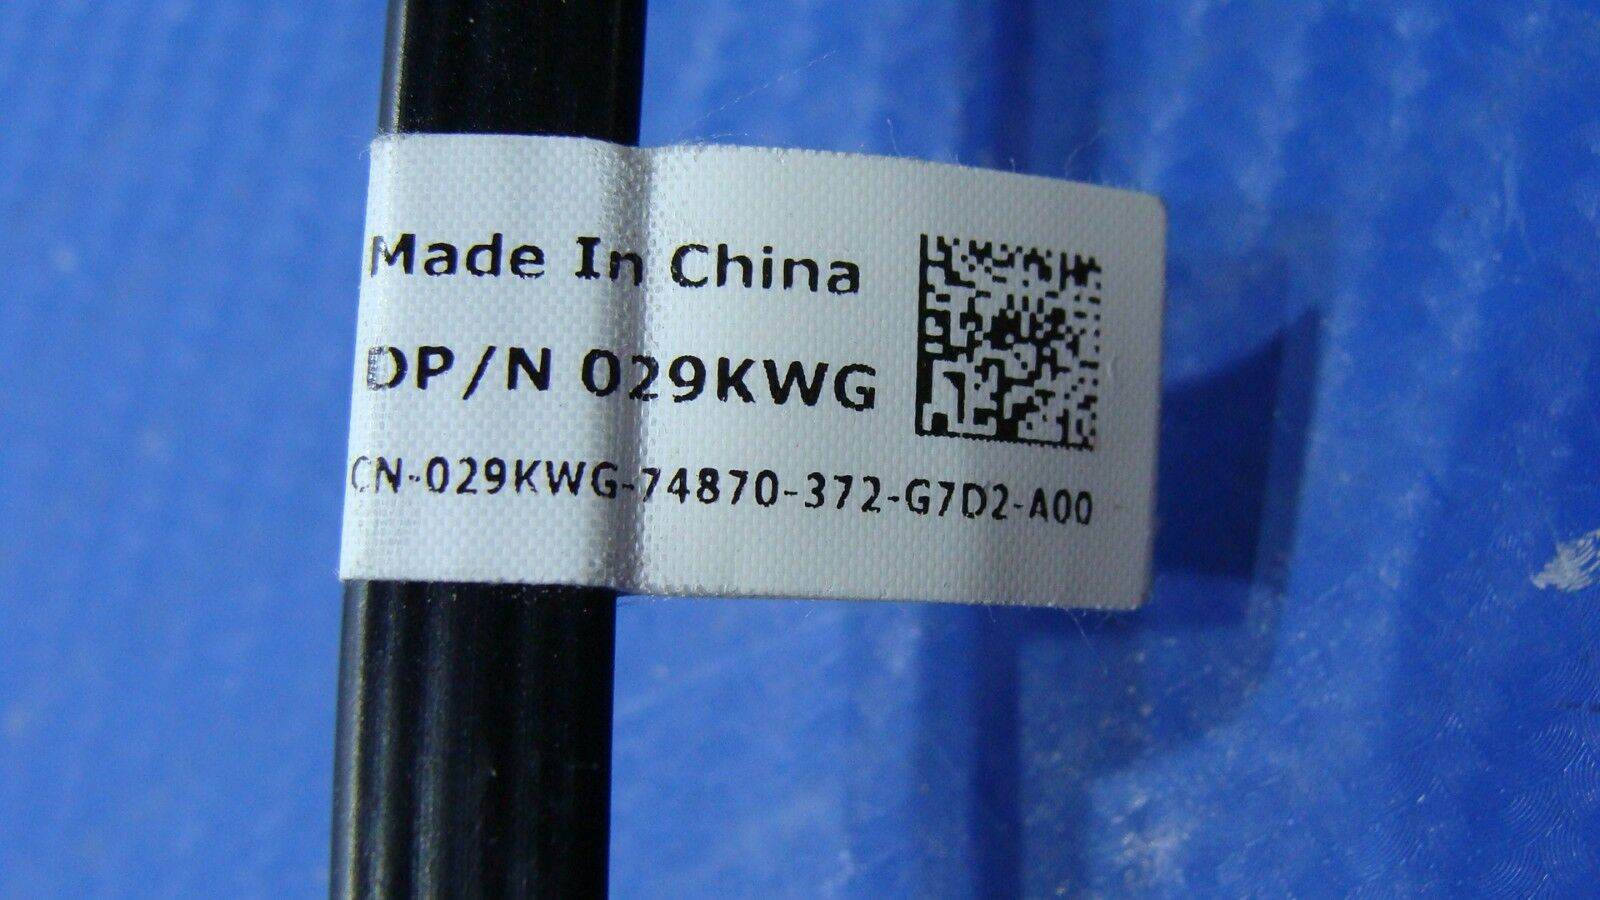 Made In China
DP/N 029KWG
CN-029KWG-74870-372-G7D2-A00